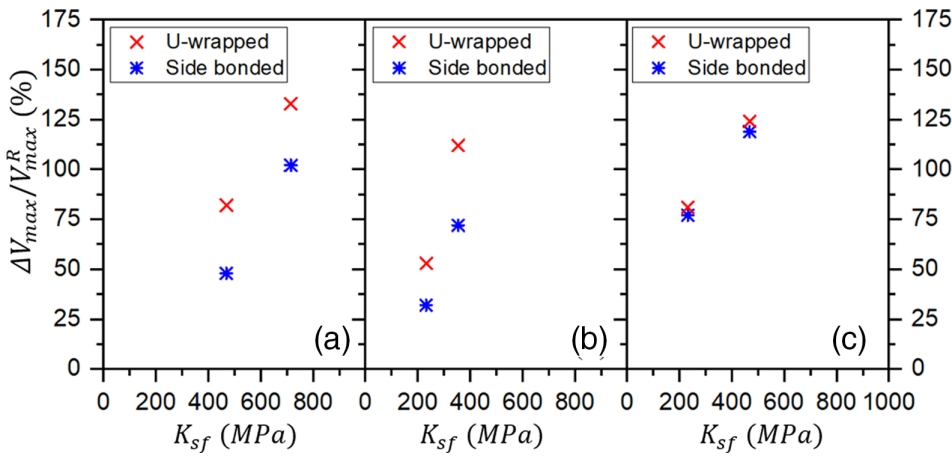 175
150
125
100
75
50
25
0
ΔV_max/V^R_max (%)
U-wrapped
Side bonded
(a)
U-wrapped
Side bonded
(b)
U-wrapped
Side bonded
(c)
175
150
125
100
75
50
25
0
0 200 400 600 800
0 200 400 600 800
0 200 400 600 800 1000
K_sf (MPa)
K_sf (MPa)
K_sf (MPa)